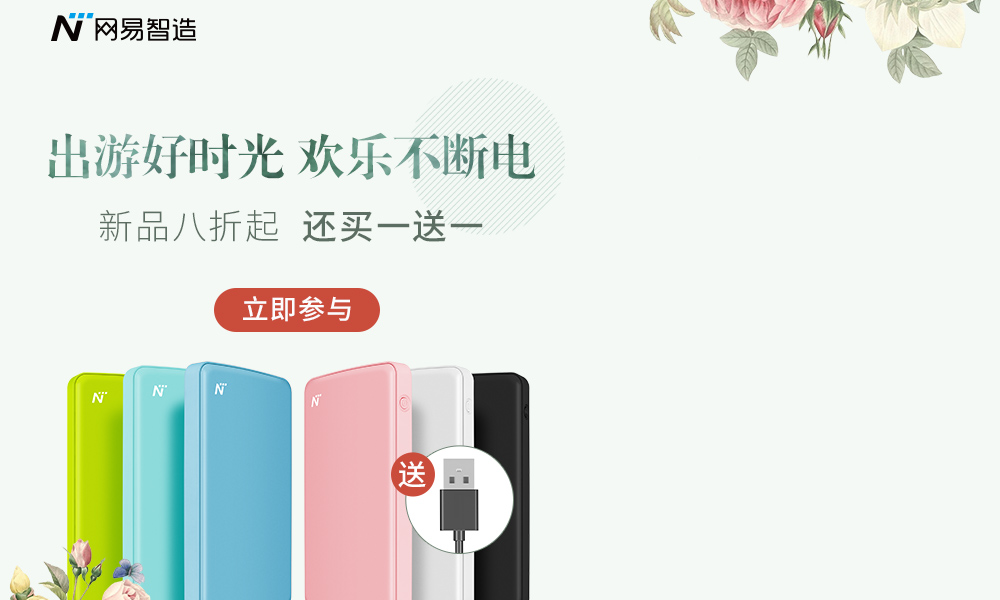 网易智造
出游好时光 欢乐不断电
新品八折起 还买一送一
立即参与
送